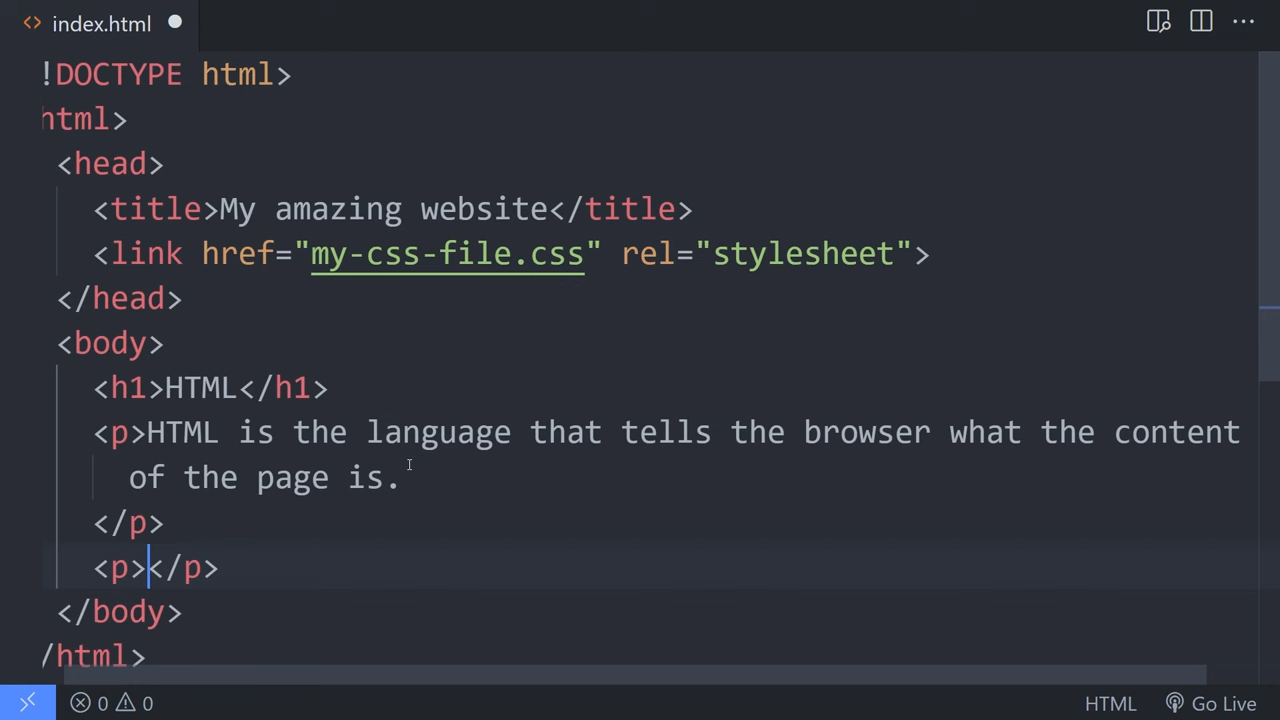 index.html
!DOCTYPE html>
html>
<head>
<title>My amazing website</title>
<link href="my-css-file.css" rel="stylesheet">
</head>
<body>
<h1>HTML</h1>
<p>HTML is the language that tells the browser what the content
of the page is.
</p>
<p></p>
</body>
/html>
0 0 HTML Go Live